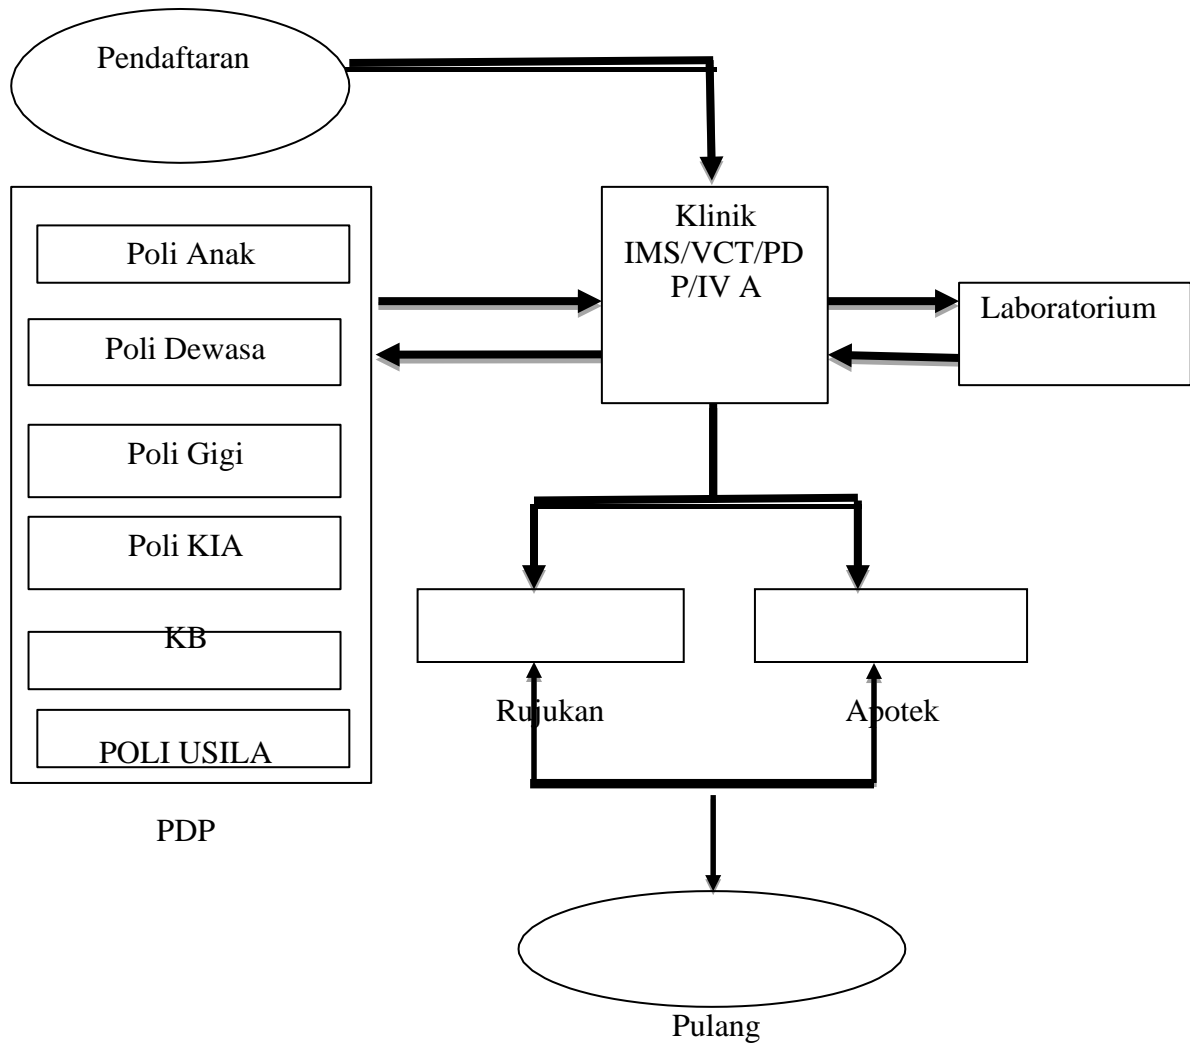 Pendaftaran
Klinik
IMS/VCT/PD
P/IV A
Laboratorium
Poli Anak
Poli Dewasa
Poli Gigi
Poli KIA
KB
POLI USILA
PDP
Rujukan
Apotek
Pulang